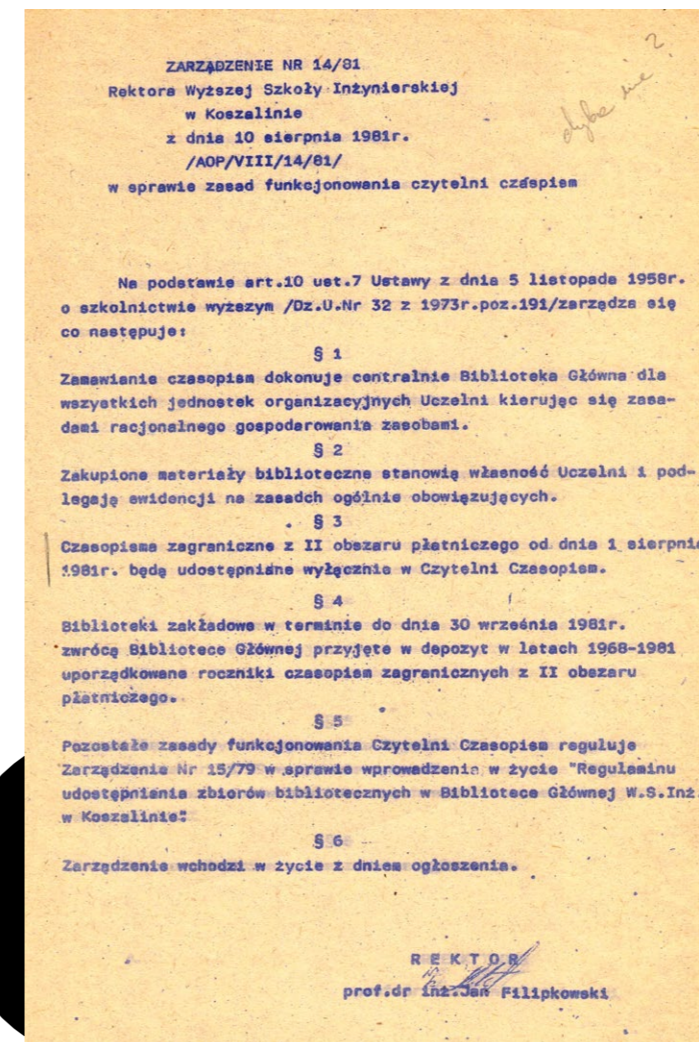 ZARZĄDZENIE NR 14/81
Rektora Wyższej Szkoły Inżynierskiej
w Koszalinie
z dnia 10 sierpnia 1981r.
/AOP/VIII/14/81/
w sprawie zasad funkcjonowania czytelni czaspism
chyba nie ?
Na podstawie art.10 ust.7 Ustawy z dnia 5 listopada 1958r.
o szkolnictwie wyższym /Dz.U.Nr 32 z 1973r.poz.191/zarządza się
co następuje:
§ 1
Zamawianie czasopism dokonuje centralnie Biblioteka Główna dla
wszystkich jednostek organizacyjnych Uczelni kierując się zasa-
dami racjonalnego gospodarowania zasobami.
§ 2
Zakupione materiały biblioteczne stanowią własność Uczelni i pod-
legają ewidencji na zasadch ogólnie obowiązujących.
§ 3
Czasopisma zagraniczne z II obszaru płatniczego od dnia 1 sierpnia
1981r. będą udostępniane wyłącznie w Czytelni Czasopism.
§ 4
Biblioteki zakładowe w terminie do dnia 30 września 1981r.
zwrócą Bibliotece Głównej przyjęte w depozyt w latach 1968-1981
uporządkowane roczniki czasopism zagranicznych z II obszaru
płatniczego.
§ 5
Pozostałe zasady funkcjonowania Czytelni Czasopism reguluje
Zarządzenie Nr 15/79 w sprawie wprowadzenia w życie "Regulaminu
udostępniania zbiorów bibliotecznych w Bibliotece Głównej W.S.Inż.
w Koszalinie".
§ 6
Zarządzenie wchodzi w życie z dniem ogłoszenia.
R E K T O R
prof.dr inż.Jan Filipkowski